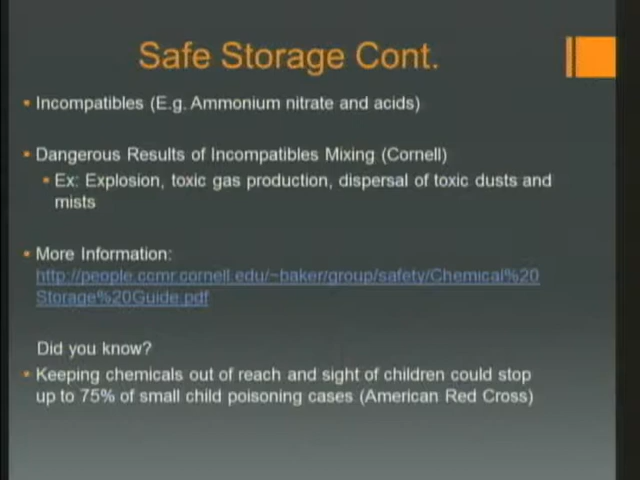 Safe Storage Cont.
Incompatibles (E.g. Ammonium nitrate and acids)
Dangerous Results of Incompatibles Mixing (Cornell)
Ex: Explosion, toxic gas production, dispersal of toxic dusts and
mists
More Information:
http://people.ccmr.cornell.edu/~baker/group/safety/Chemical%20
Storage%20Guide.pdf
Did you know?
Keeping chemicals out of reach and sight of children could stop
up to 75% of small child poisoning cases (American Red Cross)